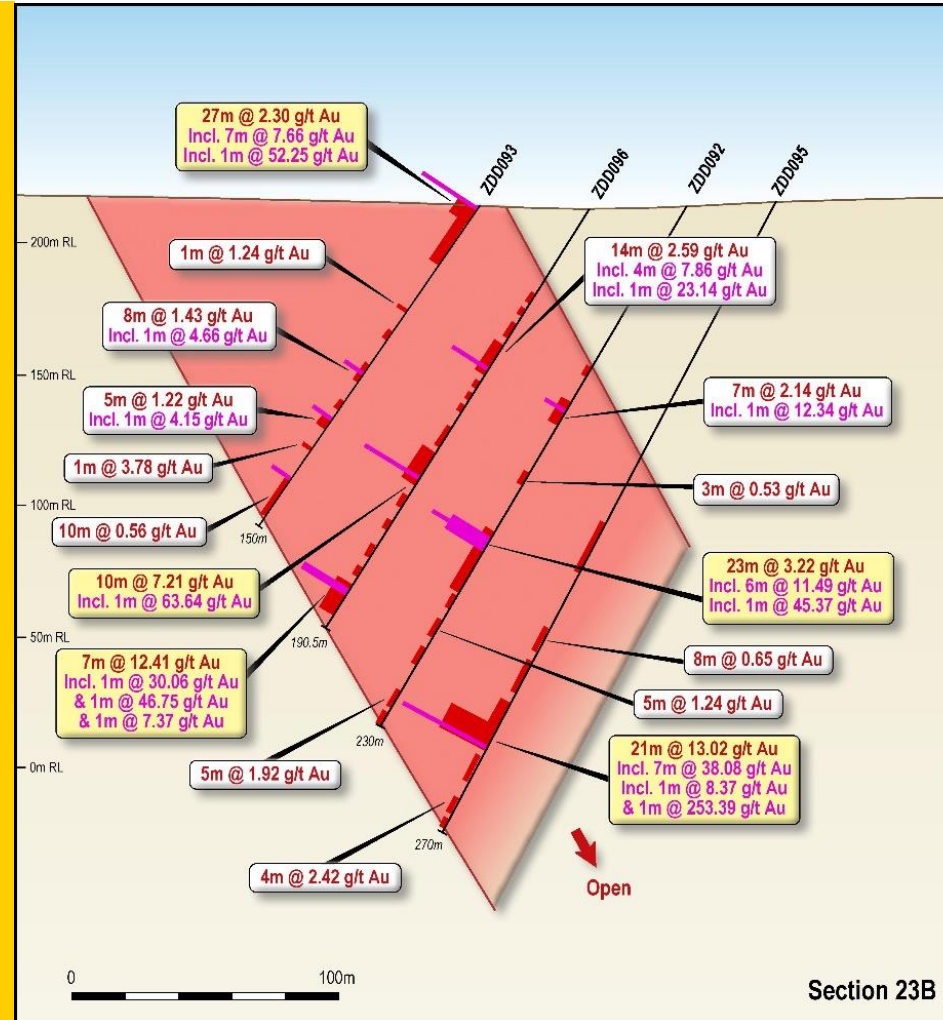 27m @ 2.30 g/t Au
Incl. 7m @ 7.66 g/t Au
Incl. 1m @ 52.25 g/t Au
ZDD093
ZDD096
ZDD092
ZDD095
200m RL
1m @ 1.24 g/t Au
14m @ 2.59 g/t Au
Incl. 4m @ 7.86 g/t Au
Incl. 1m @ 23.14 g/t Au
8m @ 1.43 g/t Au
Incl. 1m @ 4.66 g/t Au
150m RL
5m @ 1.22 g/t Au
Incl. 1m @ 4.15 g/t Au
7m @ 2.14 g/t Au
Incl. 1m @ 12.34 g/t Au
1m @ 3.78 g/t Au
3m @ 0.53 g/t Au
100m RL
10m @ 0.56 g/t Au
150m
10m @ 7.21 g/t Au
Incl. 1m @ 63.64 g/t Au
23m @ 3.22 g/t Au
Incl. 6m @ 11.49 g/t Au
Incl. 1m @ 45.37 g/t Au
50m RL
190.5m
7m @ 12.41 g/t Au
Incl. 1m @ 30.06 g/t Au
& 1m @ 46.75 g/t Au
& 1m @ 7.37 g/t Au
8m @ 0.65 g/t Au
5m @ 1.24 g/t Au
230m
0m RL
5m @ 1.92 g/t Au
21m @ 13.02 g/t Au
Incl. 7m @ 38.08 g/t Au
Incl. 1m @ 8.37 g/t Au
& 1m @ 253.39 g/t Au
270m
4m @ 2.42 g/t Au
Open
0
100m
Section 23B